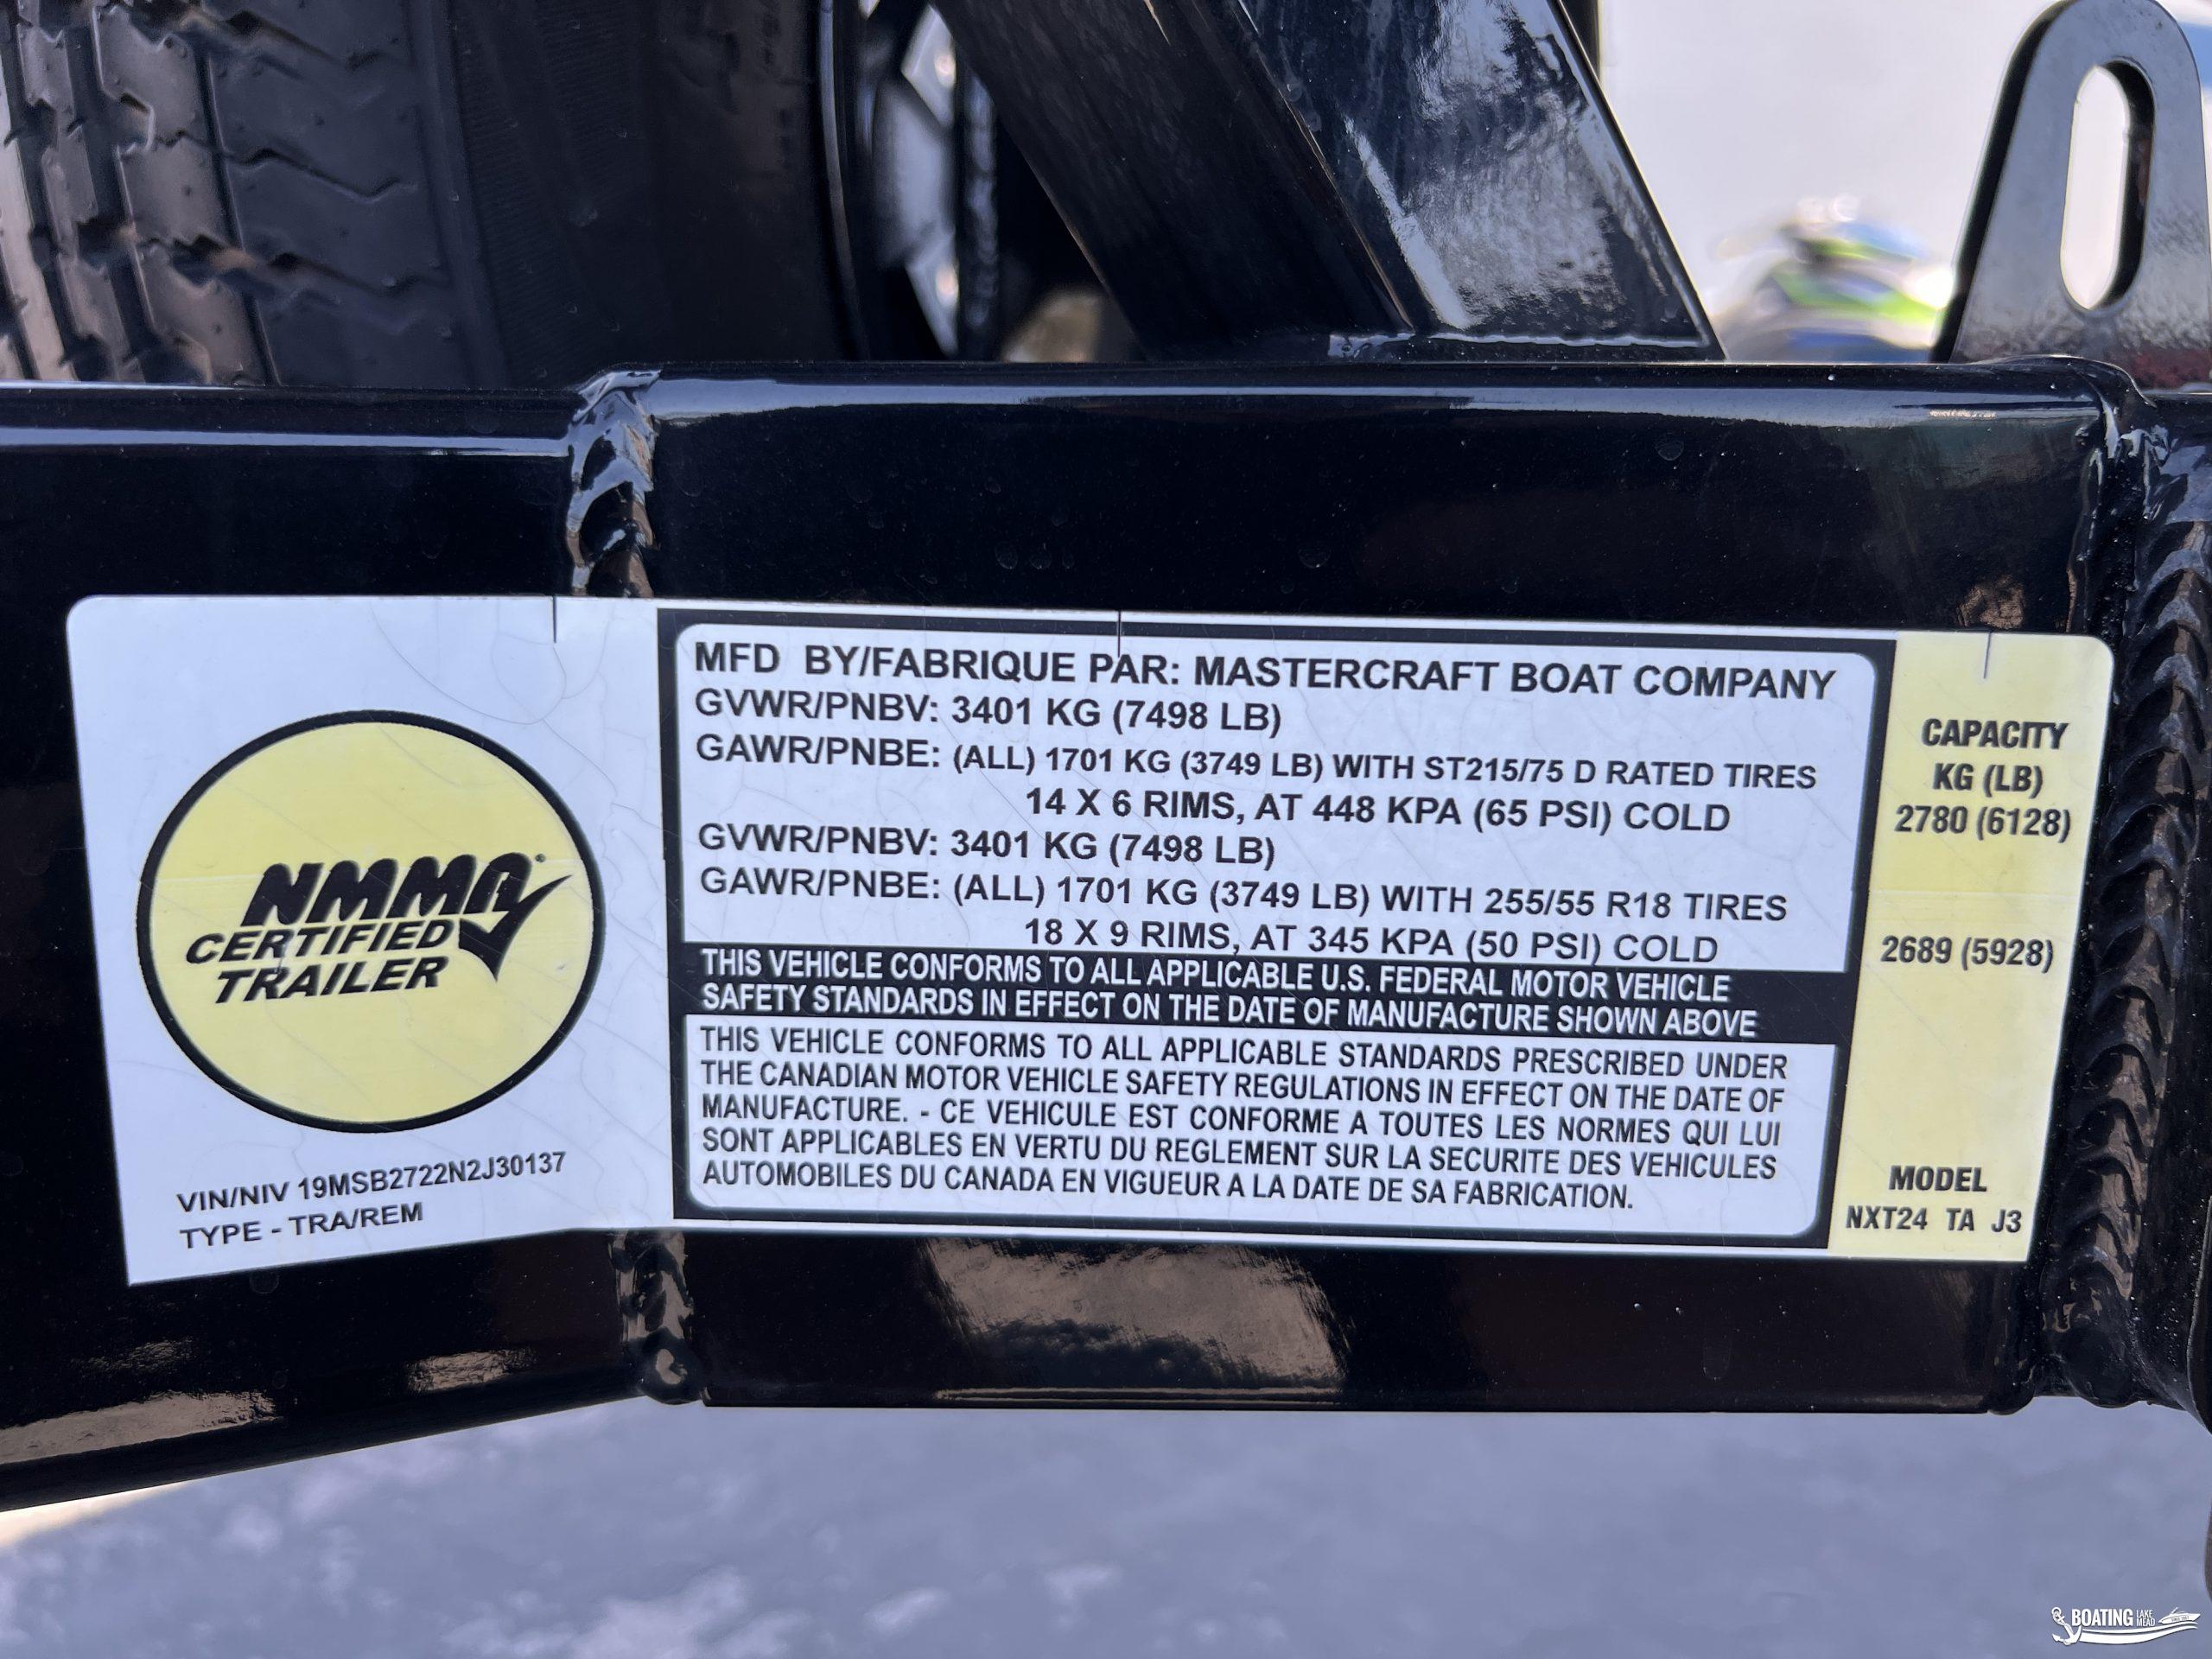 NMMA
CERTIFIED
TRAILER
VIN/NIV 19MSB2722N2J30137
TYPE - TRA/REM
MFD BY/FABRIQUE PAR: MASTERCRAFT BOAT COMPANY
GVWR/PNBV: 3401 KG (7498 LB)
GAWR/PNBE: (ALL) 1701 KG (3749 LB) WITH ST215/75 D RATED TIRES
14 X 6 RIMS, AT 448 KPA (65 PSI) COLD
GVWR/PNBV: 3401 KG (7498 LB)
GAWR/PNBE: (ALL) 1701 KG (3749 LB) WITH 255/55 R18 TIRES
18 X 9 RIMS, AT 345 KPA (50 PSI) COLD
THIS VEHICLE CONFORMS TO ALL APPLICABLE U.S. FEDERAL MOTOR VEHICLE
SAFETY STANDARDS IN EFFECT ON THE DATE OF MANUFACTURE SHOWN ABOVE
THIS VEHICLE CONFORMS TO ALL APPLICABLE STANDARDS PRESCRIBED UNDER
THE CANADIAN MOTOR VEHICLE SAFETY REGULATIONS IN EFFECT ON THE DATE OF
MANUFACTURE. - CE VEHICULE EST CONFORME A TOUTES LES NORMES QUI LUI
SONT APPLICABLES EN VERTU DU REGLEMENT SUR LA SECURITE DES VEHICULES
AUTOMOBILES DU CANADA EN VIGUEUR A LA DATE DE SA FABRICATION.
CAPACITY
KG (LB)
2780 (6128)
2689 (5928)
MODEL
NXT24 TA J3
BOATING LAKE MEAD